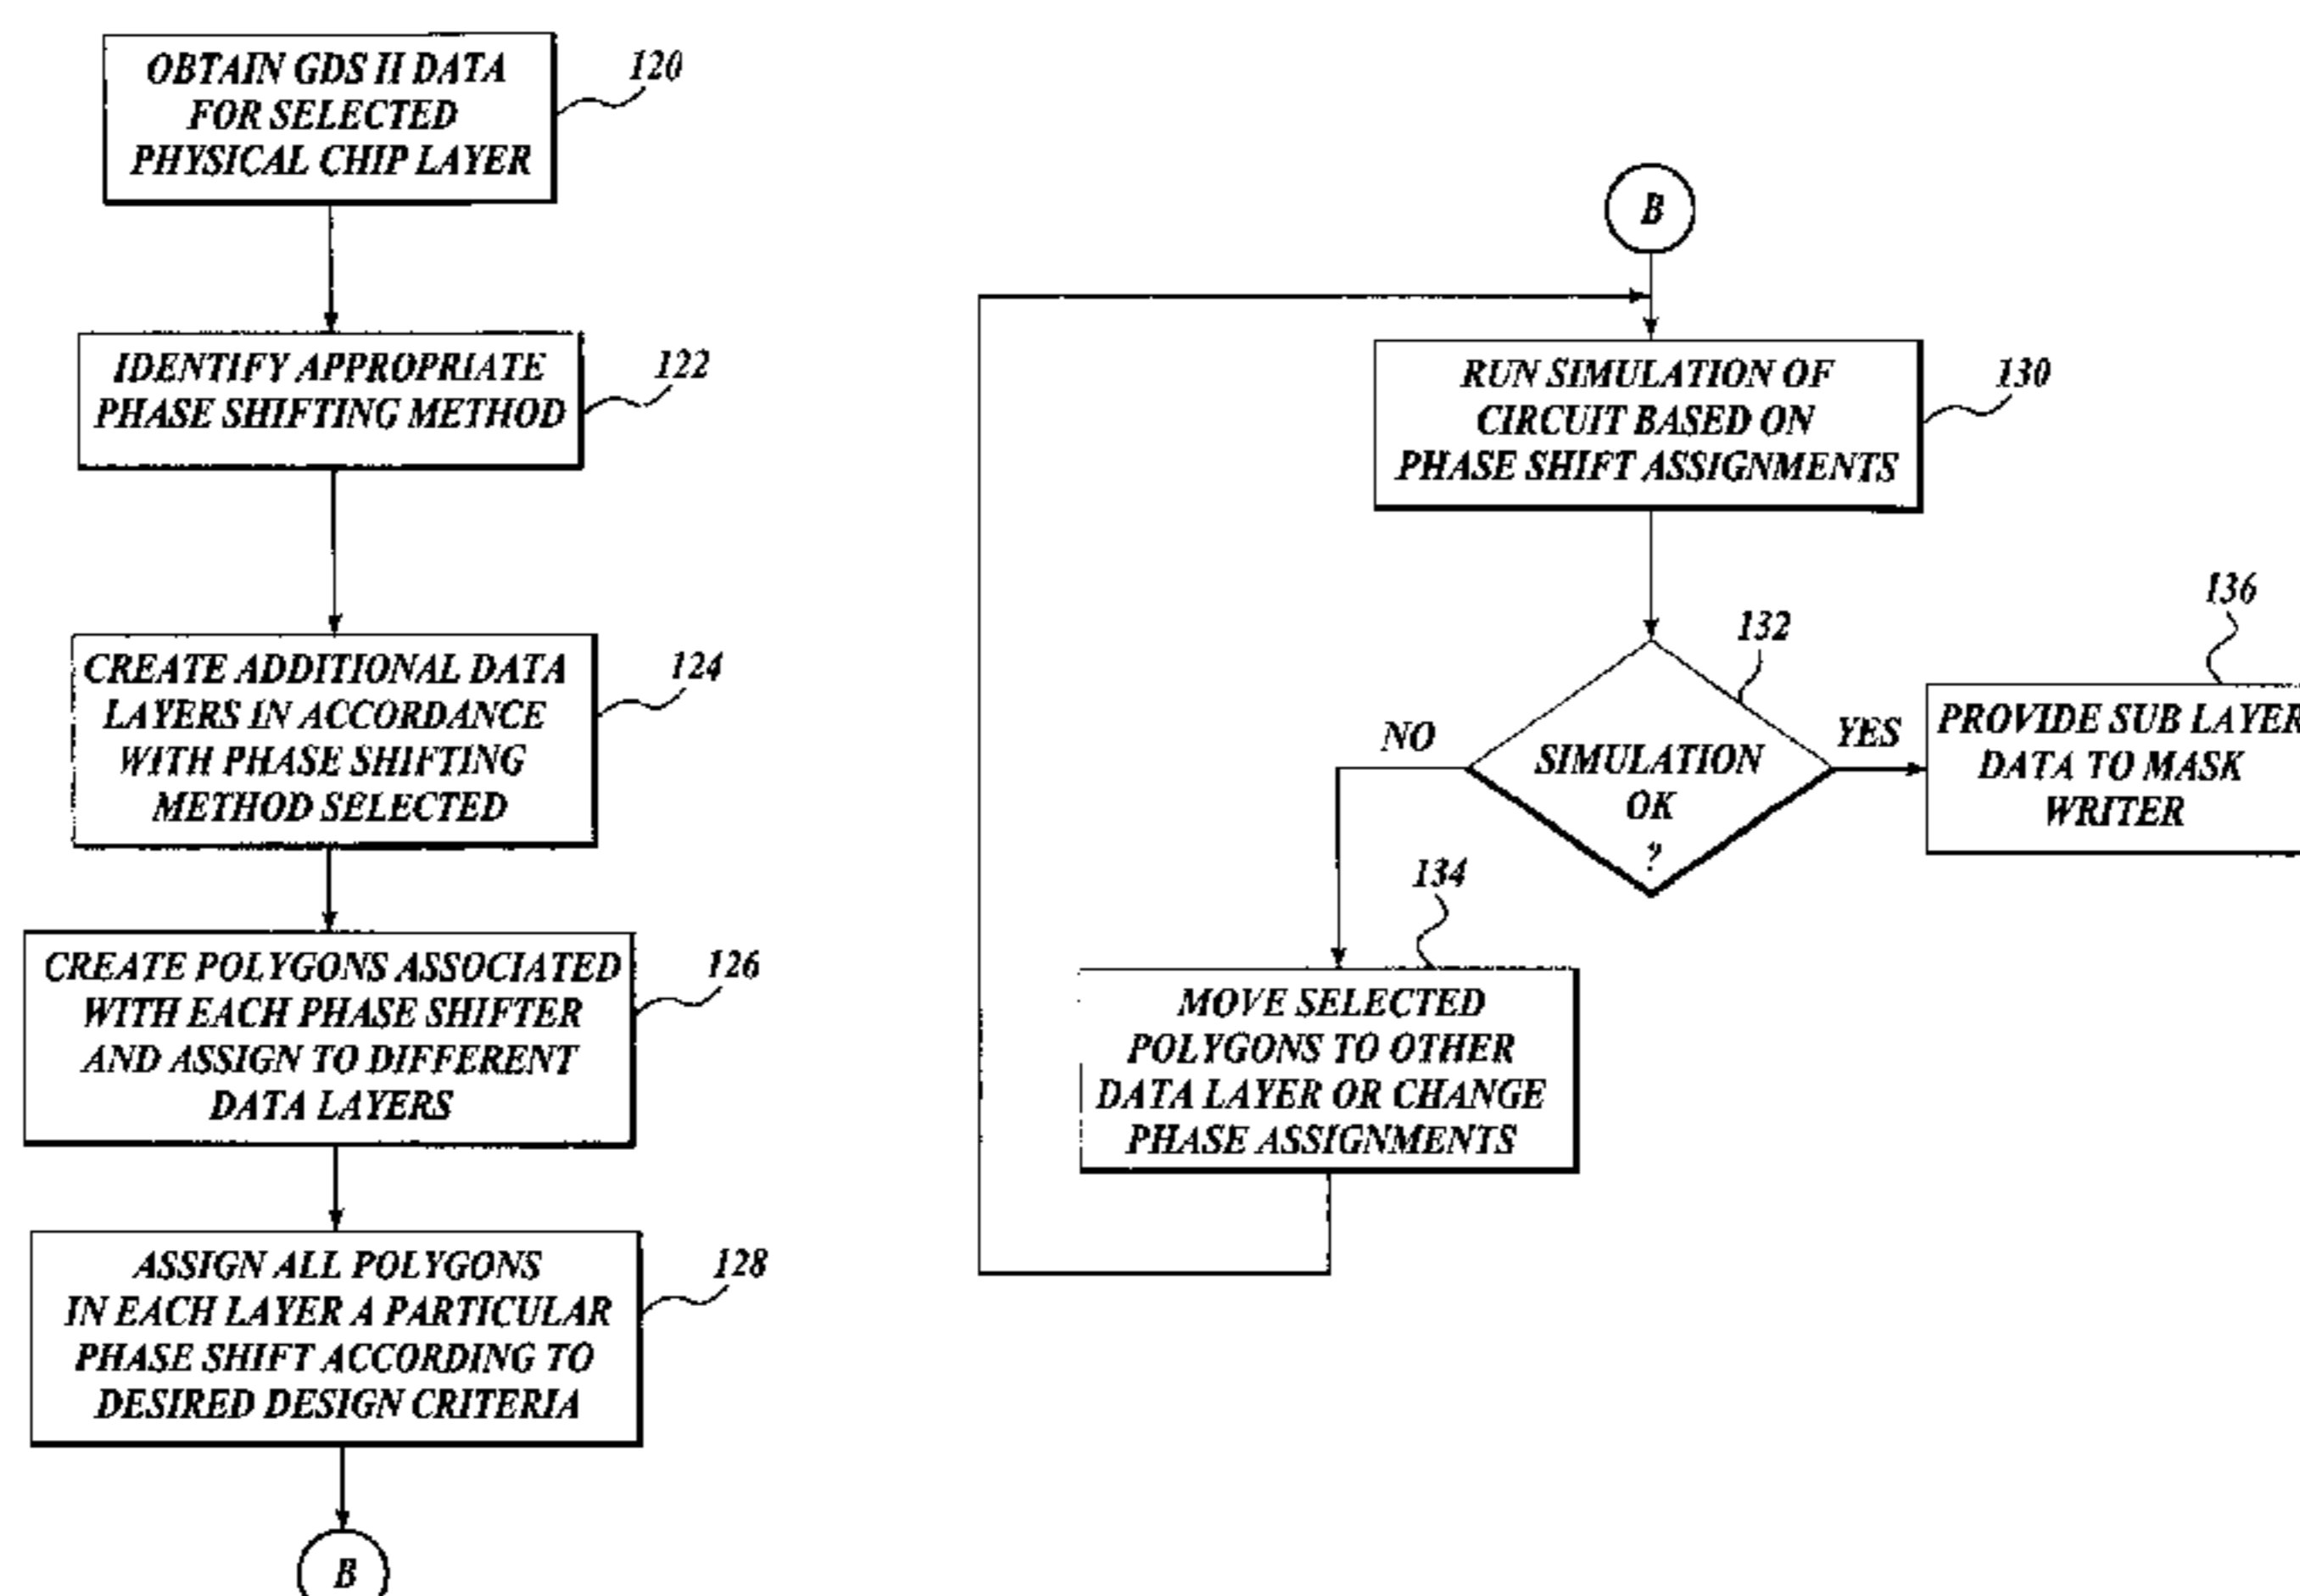 OBTAIN GDS II DATA
FOR SELECTED
PHYSICAL CHIP LAYER
120
IDENTIFY APPROPRIATE
PHASE SHIFTING METHOD
122
CREATE ADDITIONAL DATA
LAYERS IN ACCORDANCE
WITH PHASE SHIFTING
METHOD SELECTED
124
CREATE POLYGONS ASSOCIATED
WITH EACH PHASE SHIFTER
AND ASSIGN TO DIFFERENT
DATA LAYERS
126
ASSIGN ALL POLYGONS
IN EACH LAYER A PARTICULAR
PHASE SHIFT ACCORDING TO
DESIRED DESIGN CRITERIA
128
B
B
RUN SIMULATION OF
CIRCUIT BASED ON
PHASE SHIFT ASSIGNMENTS
130
132
SIMULATION
OK
?
NO
YES
136
PROVIDE SUB LAYER
DATA TO MASK
WRITER
134
MOVE SELECTED
POLYGONS TO OTHER
DATA LAYER OR CHANGE
PHASE ASSIGNMENTS